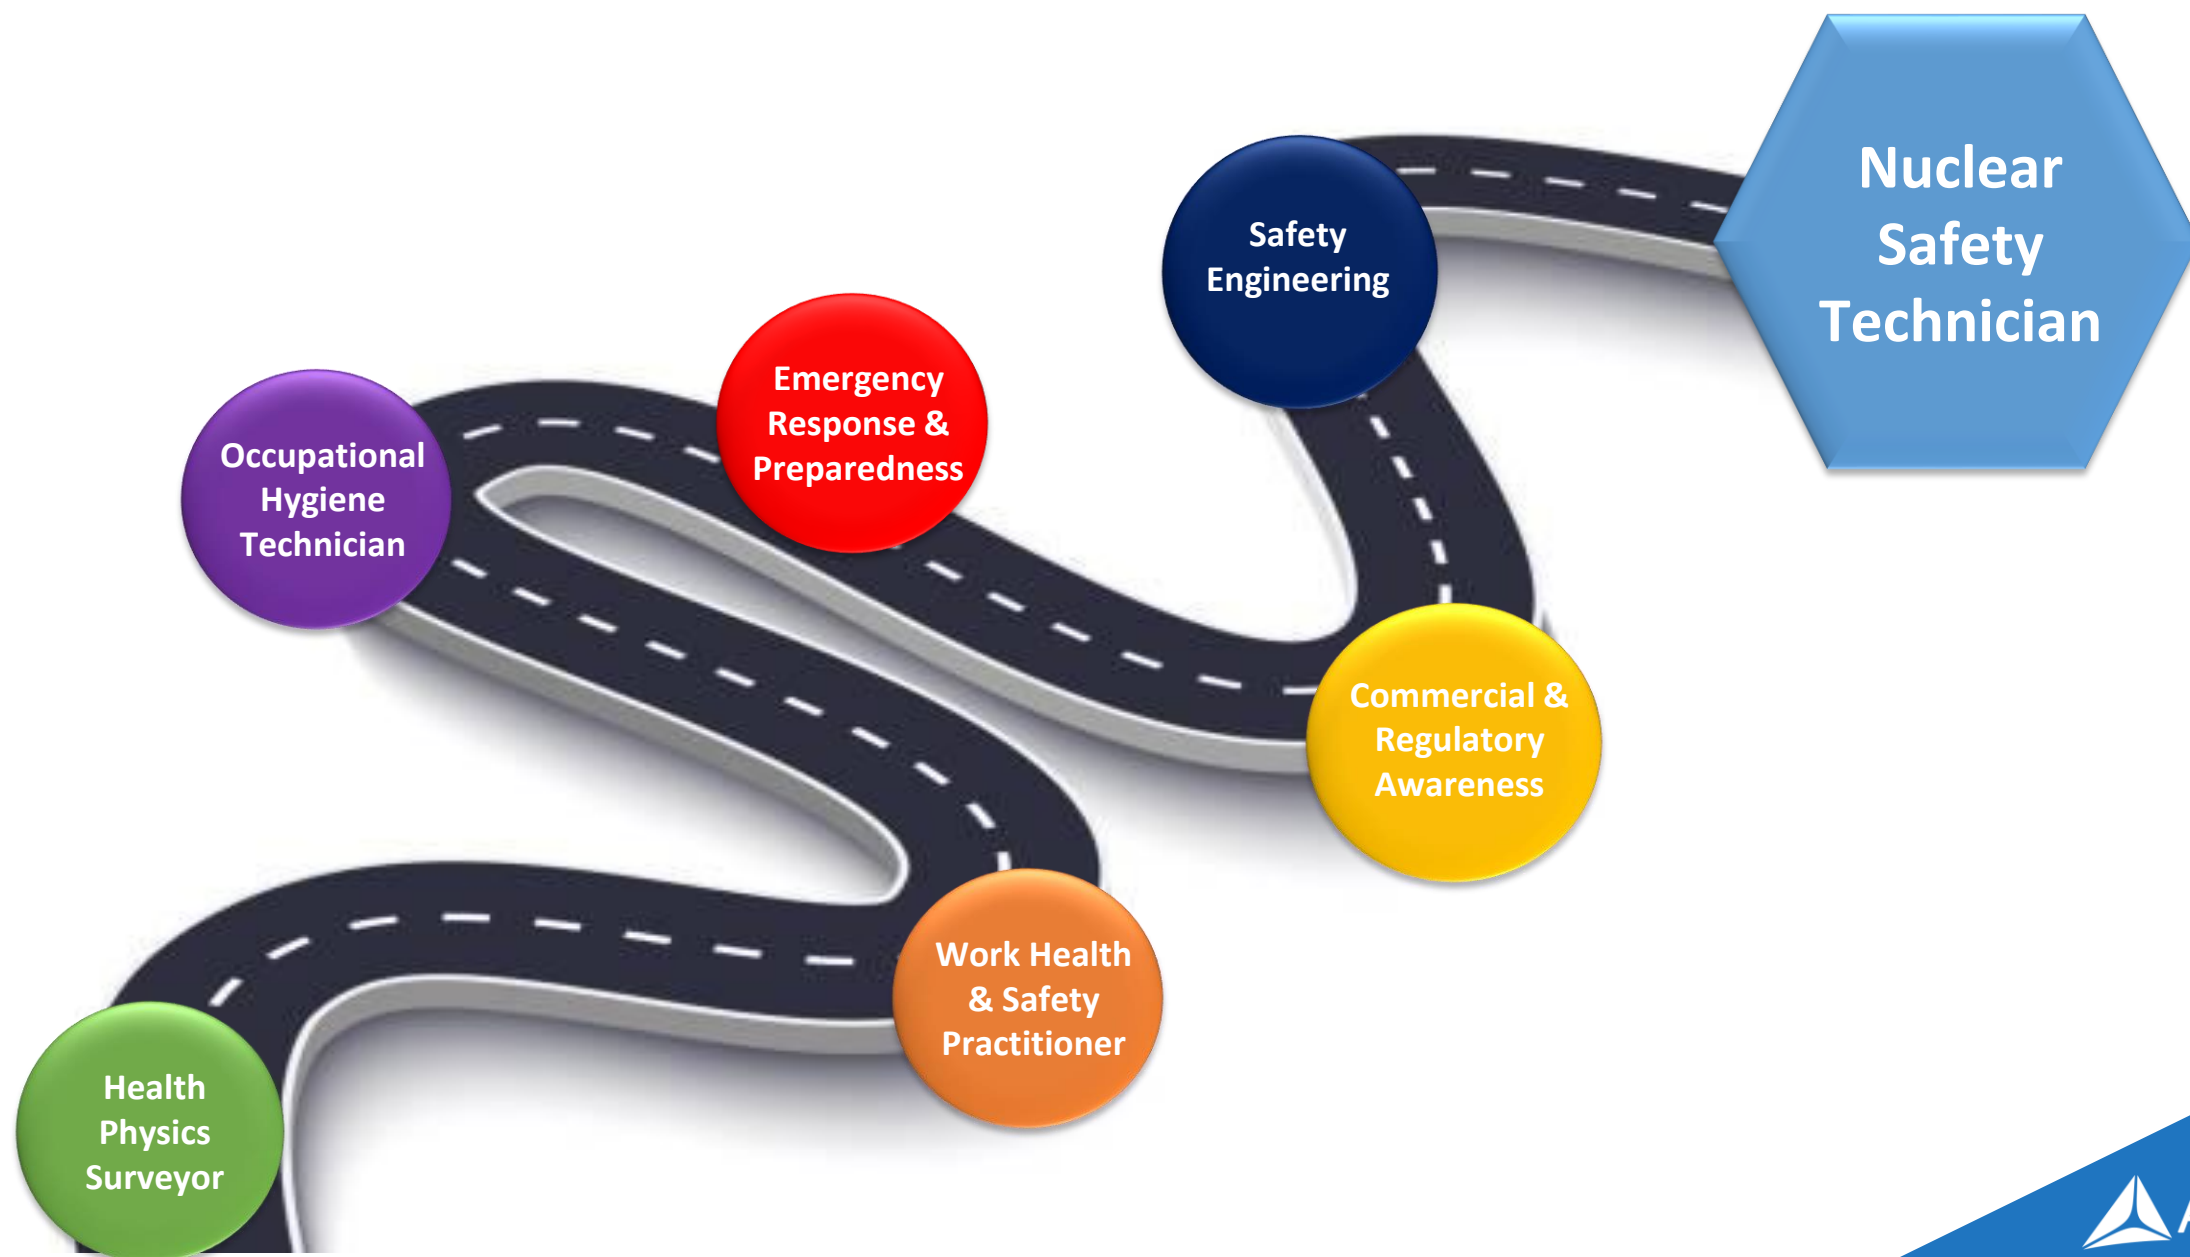 Nuclear
Safety
Technician
Safety
Engineering
Emergency
Response &
Preparedness
Occupational
Hygiene
Technician
Commercial &
Regulatory
Awareness
Work Health
& Safety
Practitioner
Health
Physics
Surveyor